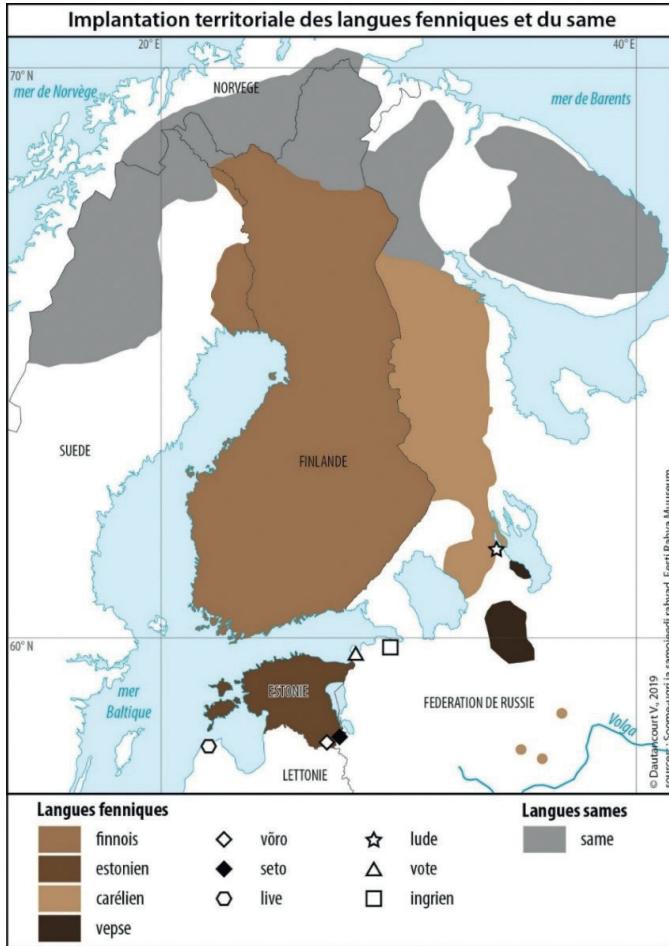 Implantation territoriale des langues fenniques et du same
20° E
40° E
70° N
NORVEGE
mer de Norvège
mer de Barents
SUEDE
FINLANDE
60° N
mer
Baltique
ESTONIE
FEDERATION DE RUSSIE
Volga
LETTONIE
© Dautancourt V., 2019
Langues fenniques
finnois
estonien
carélien
vepse
võro
seto
live
lude
vote
ingrien
Langues sames
same